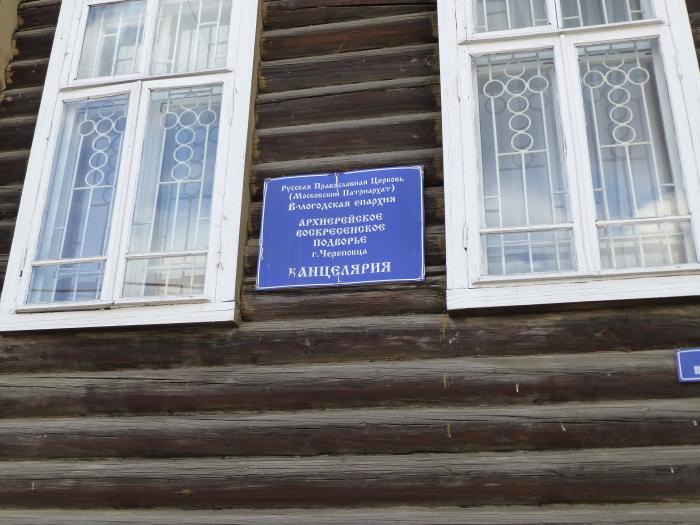 Русская Православная Церковь
(Московский Патриархат)
Вологодская епархия
АРХИЕРЕЙСКОЕ
ВОСКРЕСЕНСКОЕ
ПОДВОРЬЕ
г. Череповца
КАНЦЕЛЯРИЯ